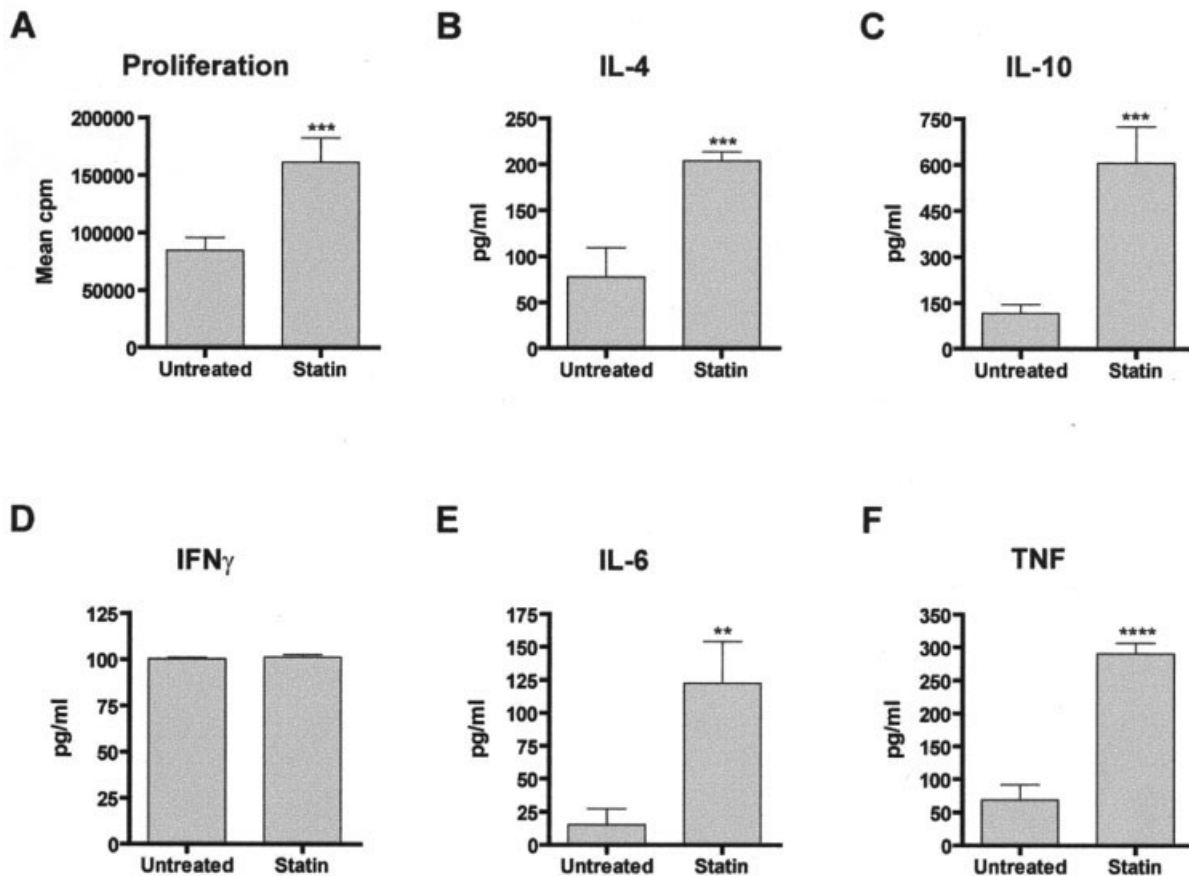 A
Proliferation
200000
150000
100000
50000
0
Mean cpm
***
Untreated
Statin
B
IL-4
250
200
150
100
50
0
pg/ml
***
Untreated
Statin
C
IL-10
750
600
450
300
150
0
pg/ml
***
Untreated
Statin
D
IFNγ
125
100
75
50
25
0
pg/ml
Untreated
Statin
E
IL-6
175
150
125
100
75
50
25
0
pg/ml
**
Untreated
Statin
F
TNF
350
300
250
200
150
100
50
0
pg/ml
****
Untreated
Statin